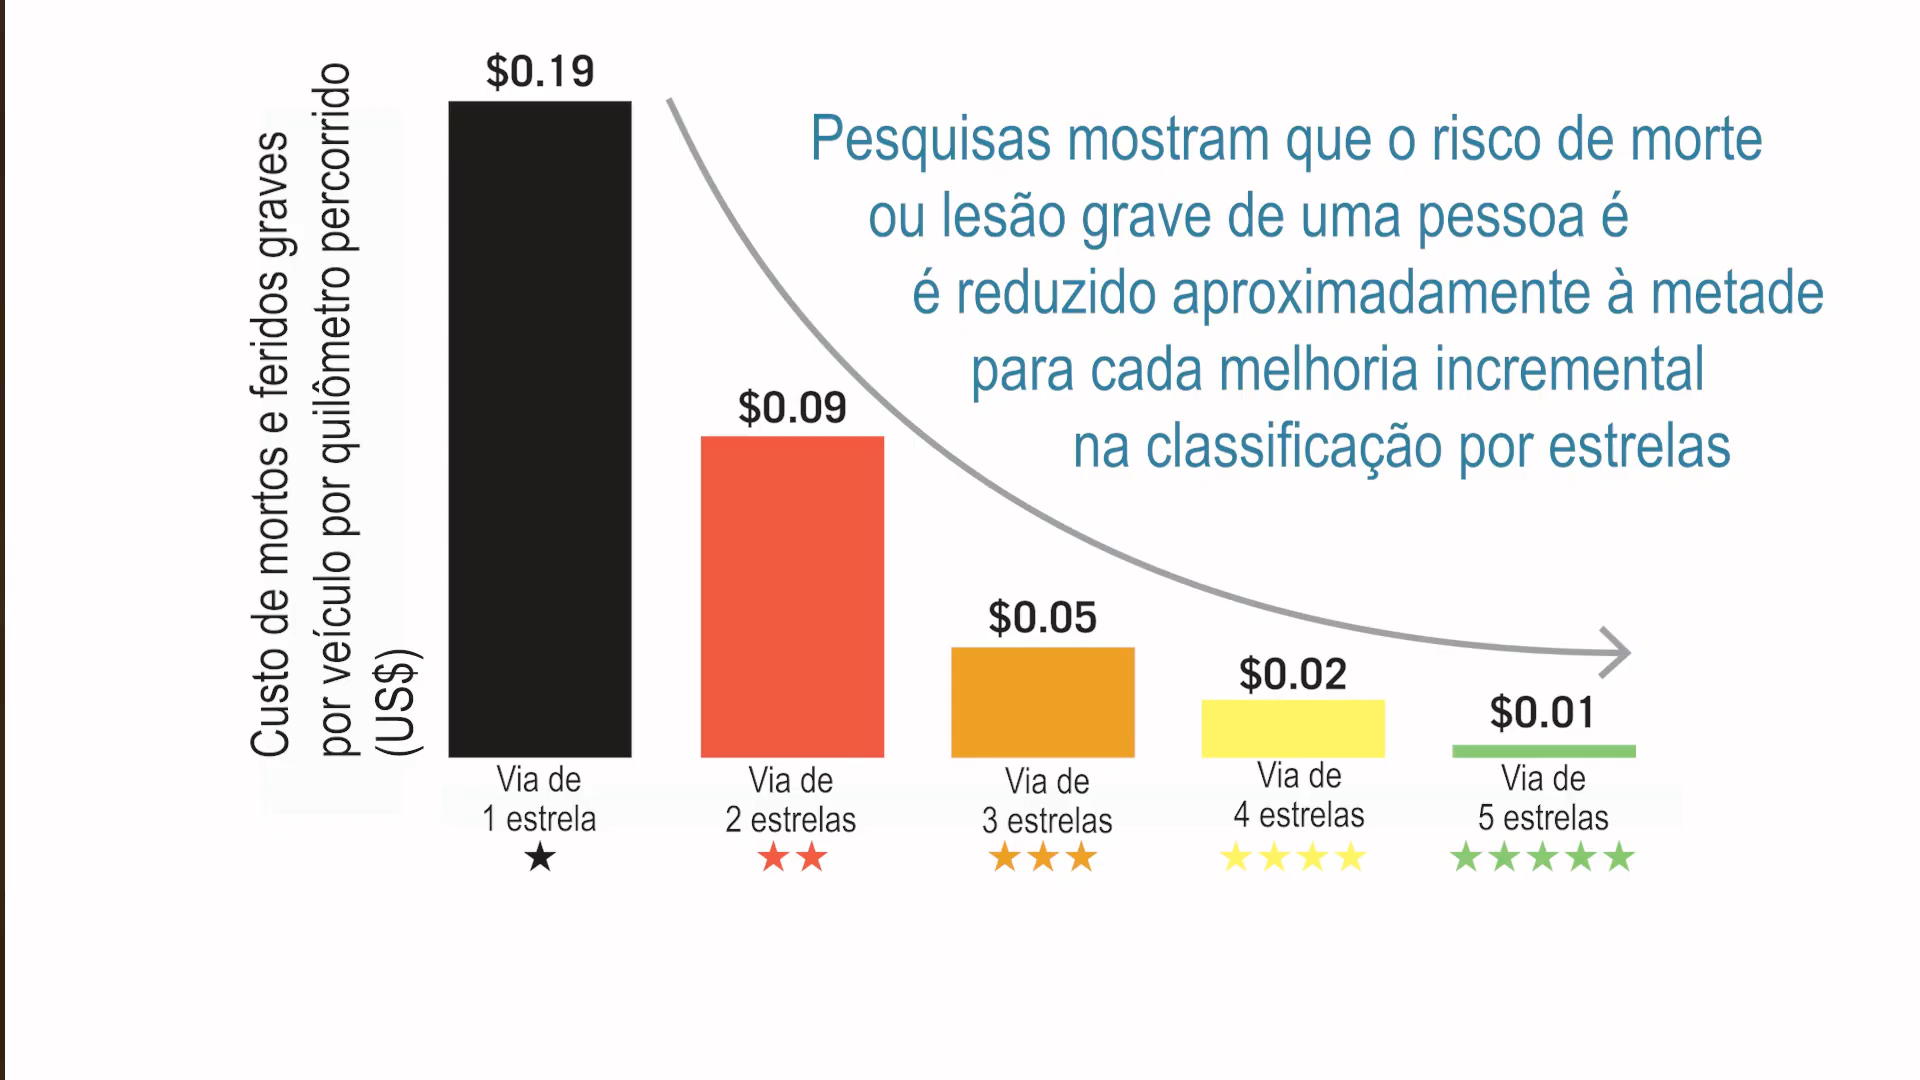 Custo de mortos e feridos graves
por veículo por quilômetro percorrido
(US$)
$0.19
Pesquisas mostram que o risco de morte
ou lesão grave de uma pessoa é
é reduzido aproximadamente à metade
para cada melhoria incremental
na classificação por estrelas
$0.09
$0.05
$0.02
$0.01
Via de
1 estrela
Via de
2 estrelas
Via de
3 estrelas
Via de
4 estrelas
Via de
5 estrelas